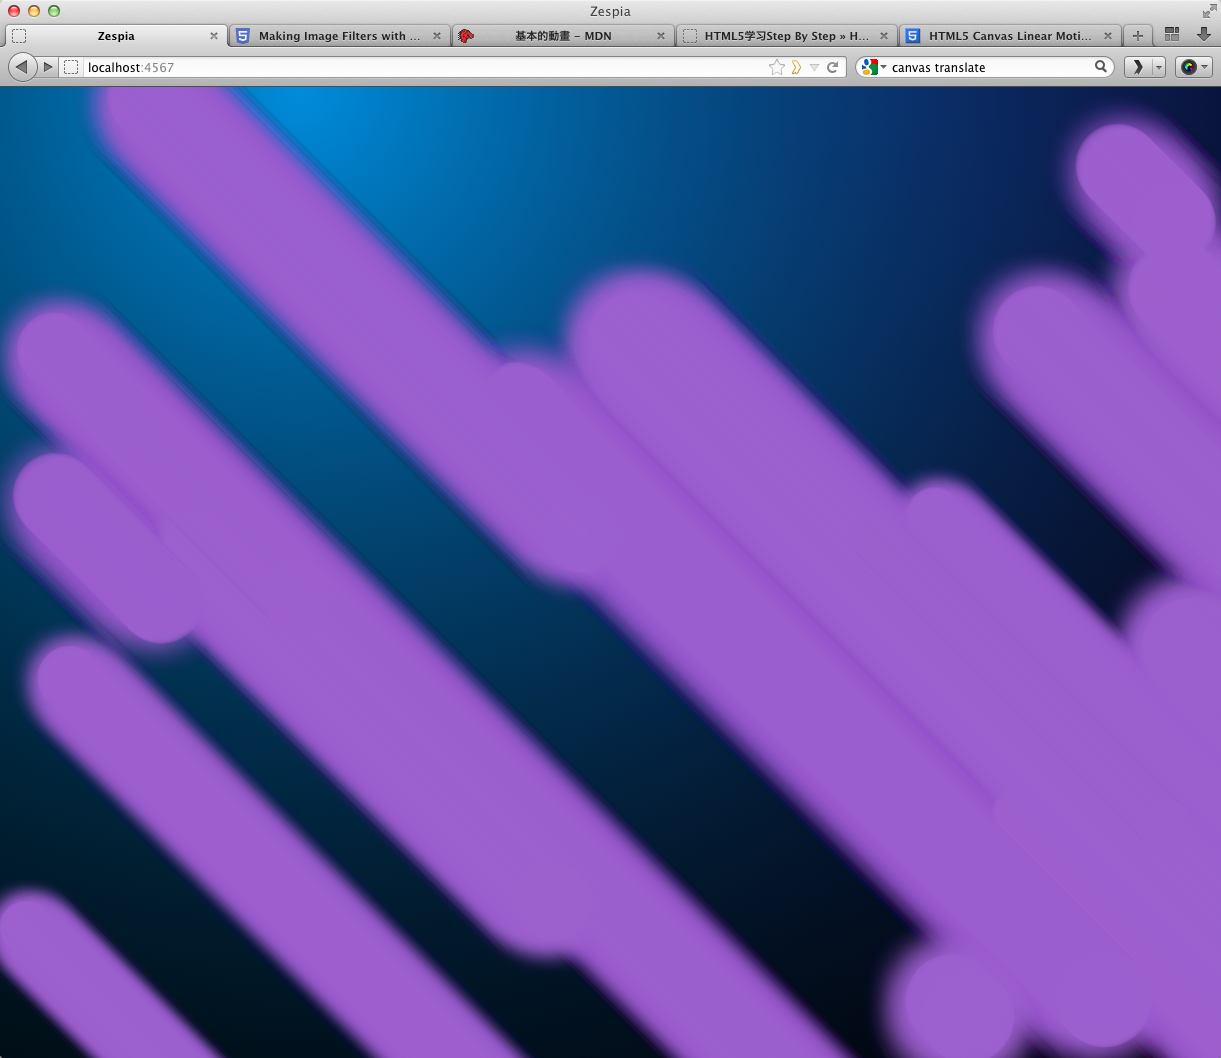 Zespia
Zespia
Making Image Filters with ...
基本的動畫 – MDN
HTML5学习Step By Step » H...
HTML5 Canvas Linear Moti...
localhost:4567
canvas translate